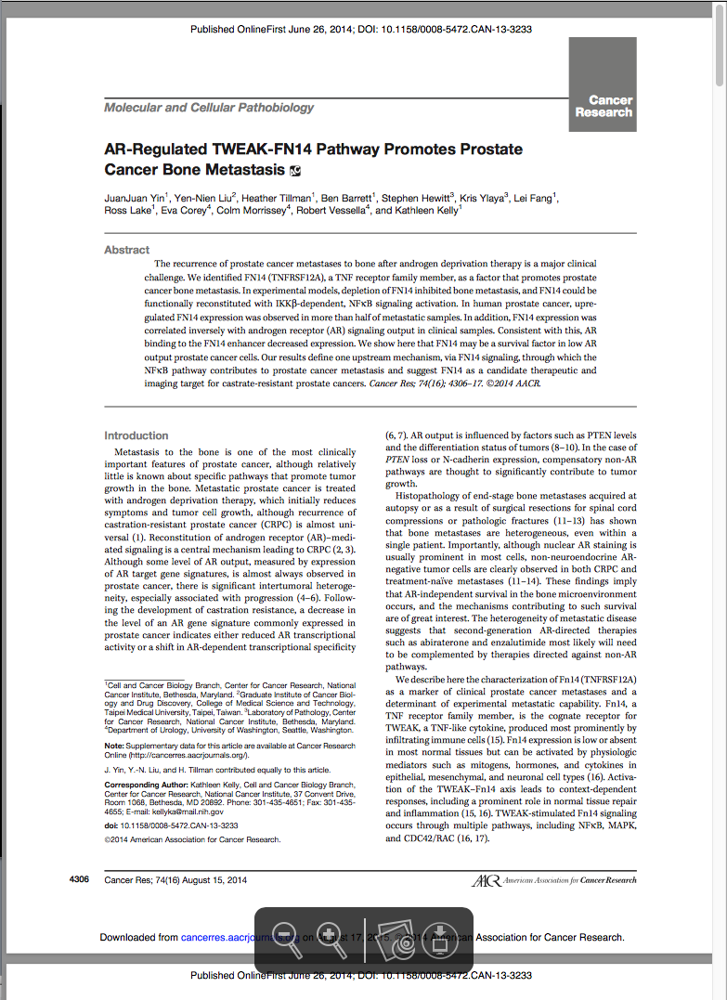 Published OnlineFirst June 26, 2014; DOI: 10.1158/0008-5472.CAN-13-3233
Cancer
Research
Molecular and Cellular Pathobiology
AR-Regulated TWEAK-FN14 Pathway Promotes Prostate
Cancer Bone Metastasis
JuanJuan Yin1, Yen-Nien Liu2, Heather Tillman1, Ben Barrett1, Stephen Hewitt3, Kris Ylaya3, Lei Fang1,
Ross Lake1, Eva Corey4, Colm Morrissey4, Robert Vessella4, and Kathleen Kelly1
Abstract
The recurrence of prostate cancer metastases to bone after androgen deprivation therapy is a major clinical
challenge. We identified FN14 (TNFRSF12A), a TNF receptor family member, as a factor that promotes prostate
cancer bone metastasis. In experimental models, depletion of FN14 inhibited bone metastasis, and FN14 could be
functionally reconstituted with IKKβ-dependent, NFκB signaling activation. In human prostate cancer, upre-
gulated FN14 expression was observed in more than half of metastatic samples. In addition, FN14 expression was
correlated inversely with androgen receptor (AR) signaling output in clinical samples. Consistent with this, AR
binding to the FN14 enhancer decreased expression. We show here that FN14 may be a survival factor in low AR
output prostate cancer cells. Our results define one upstream mechanism, via FN14 signaling, through which the
NFκB pathway contributes to prostate cancer metastasis and suggest FN14 as a candidate therapeutic and
imaging target for castrate-resistant prostate cancers. Cancer Res; 74(16); 4306–17. ©2014 AACR.
Introduction
Metastasis to the bone is one of the most clinically
important features of prostate cancer, although relatively
little is known about specific pathways that promote tumor
growth in the bone. Metastatic prostate cancer is treated
with androgen deprivation therapy, which initially reduces
symptoms and tumor cell growth, although recurrence of
castration-resistant prostate cancer (CRPC) is almost uni-
versal (1). Reconstitution of androgen receptor (AR)–medi-
ated signaling is a central mechanism leading to CRPC (2, 3).
Although some level of AR output, measured by expression
of AR target gene signatures, is almost always observed in
prostate cancer, there is significant intertumoral heteroge-
neity, especially associated with progression (4–6). Follow-
ing the development of castration resistance, a decrease in
the level of an AR gene signature commonly expressed in
prostate cancer indicates either reduced AR transcriptional
activity or a shift in AR-dependent transcriptional specificity
1Cell and Cancer Biology Branch, Center for Cancer Research, National
Cancer Institute, Bethesda, Maryland. 2Graduate Institute of Cancer Biol-
ogy and Drug Discovery, College of Medical Science and Technology,
Taipei Medical University, Taipei, Taiwan. 3Laboratory of Pathology, Center
for Cancer Research, National Cancer Institute, Bethesda, Maryland.
4Department of Urology, University of Washington, Seattle, Washington.
Note: Supplementary data for this article are available at Cancer Research
Online (http://cancerres.aacrjournals.org/).
J. Yin, Y.-N. Liu, and H. Tillman contributed equally to this article.
Corresponding Author: Kathleen Kelly, Cell and Cancer Biology Branch,
Center for Cancer Research, National Cancer Institute, 37 Convent Drive,
Room 1068, Bethesda, MD 20892. Phone: 301-435-4651; Fax: 301-435-
4655; E-mail: kellyka@mail.nih.gov
doi: 10.1158/0008-5472.CAN-13-3233
©2014 American Association for Cancer Research.
(6, 7). AR output is influenced by factors such as PTEN levels
and the differentiation status of tumors (8–10). In the case of
PTEN loss or N-cadherin expression, compensatory non-AR
pathways are thought to significantly contribute to tumor
growth.
Histopathology of end-stage bone metastases acquired at
autopsy or as a result of surgical resections for spinal cord
compressions or pathologic fractures (11–13) has shown
that bone metastases are heterogeneous, even within a
single patient. Importantly, although nuclear AR staining is
usually prominent in most cells, non-neuroendocrine AR-
negative tumor cells are clearly observed in both CRPC and
treatment-naïve metastases (11–14). These findings imply
that AR-independent survival in the bone microenvironment
occurs, and the mechanisms contributing to such survival
are of great interest. The heterogeneity of metastatic disease
suggests that second-generation AR-directed therapies
such as abiraterone and enzalutimide most likely will need
to be complemented by therapies directed against non-AR
pathways.
We describe here the characterization of Fn14 (TNFRSF12A)
as a marker of clinical prostate cancer metastases and a
determinant of experimental metastatic capability. Fn14, a
TNF receptor family member, is the cognate receptor for
TWEAK, a TNF-like cytokine, produced most prominently by
infiltrating immune cells (15). Fn14 expression is low or absent
in most normal tissues but can be activated by physiologic
mediators such as mitogens, hormones, and cytokines in
epithelial, mesenchymal, and neuronal cell types (16). Activa-
tion of the TWEAK–Fn14 axis leads to context-dependent
responses, including a prominent role in normal tissue repair
and inflammation (15, 16). TWEAK-stimulated Fn14 signaling
occurs through multiple pathways, including NFκB, MAPK,
and CDC42/RAC (16, 17).
4306 Cancer Res; 74(16) August 15, 2014
AACR American Association for Cancer Research
Downloaded from cancerres.aacrjournals.org on August 17, 2015. © 2014 American Association for Cancer Research.
Published OnlineFirst June 26, 2014; DOI: 10.1158/0008-5472.CAN-13-3233